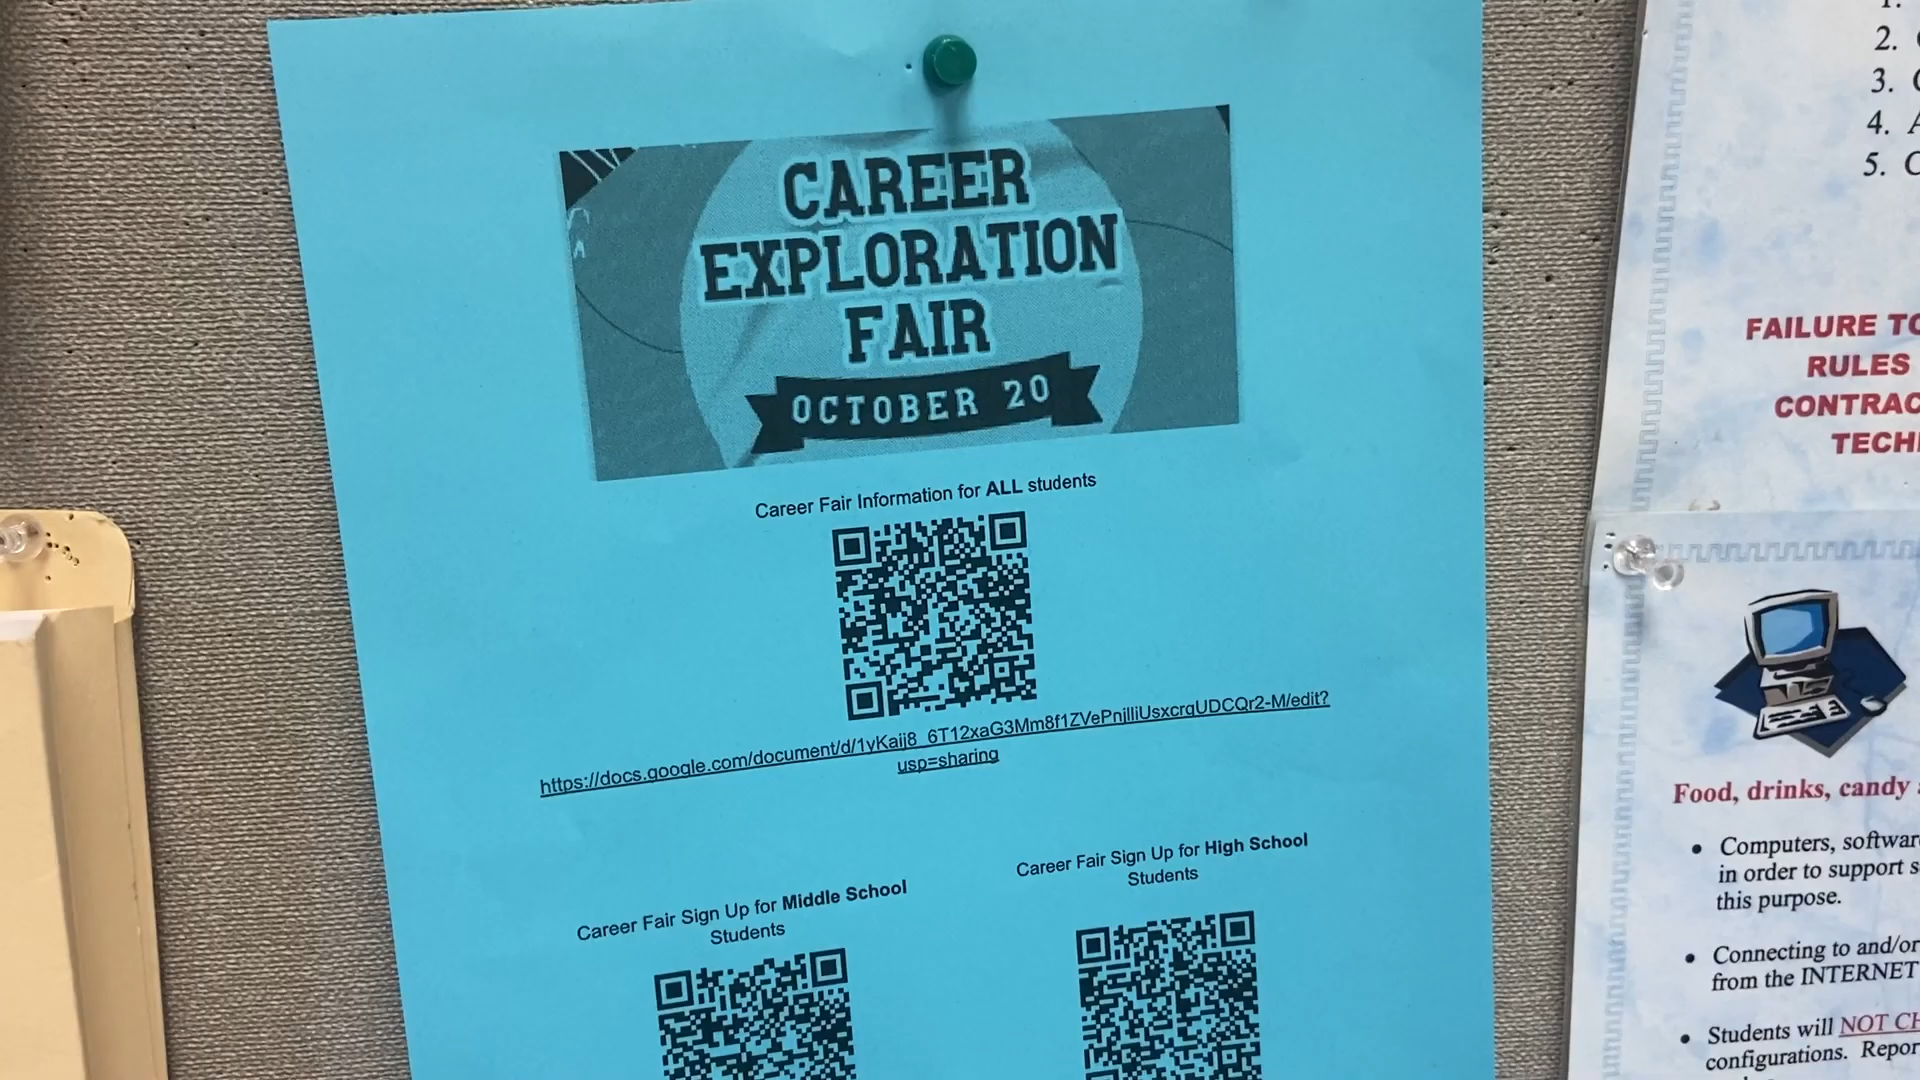 CAREER
EXPLORATION
FAIR
OCTOBER 20
Career Fair Information for ALL students
https://docs.google.com/document/d/1yKaij8_6T12xaG3Mm8f1ZVePnjlliUsxcrqUDCQr2-M/edit?
usp=sharing
Career Fair Sign Up for Middle School
Students
Career Fair Sign Up for High School
Students
1.
2.
3.
4.
5.
FAILURE TO
RULES
CONTRAC
TECH
Food, drinks, candy
• Computers, softwar
in order to support s
this purpose.
• Connecting to and/or
from the INTERNET
• Students will NOT CH
configurations. Repor